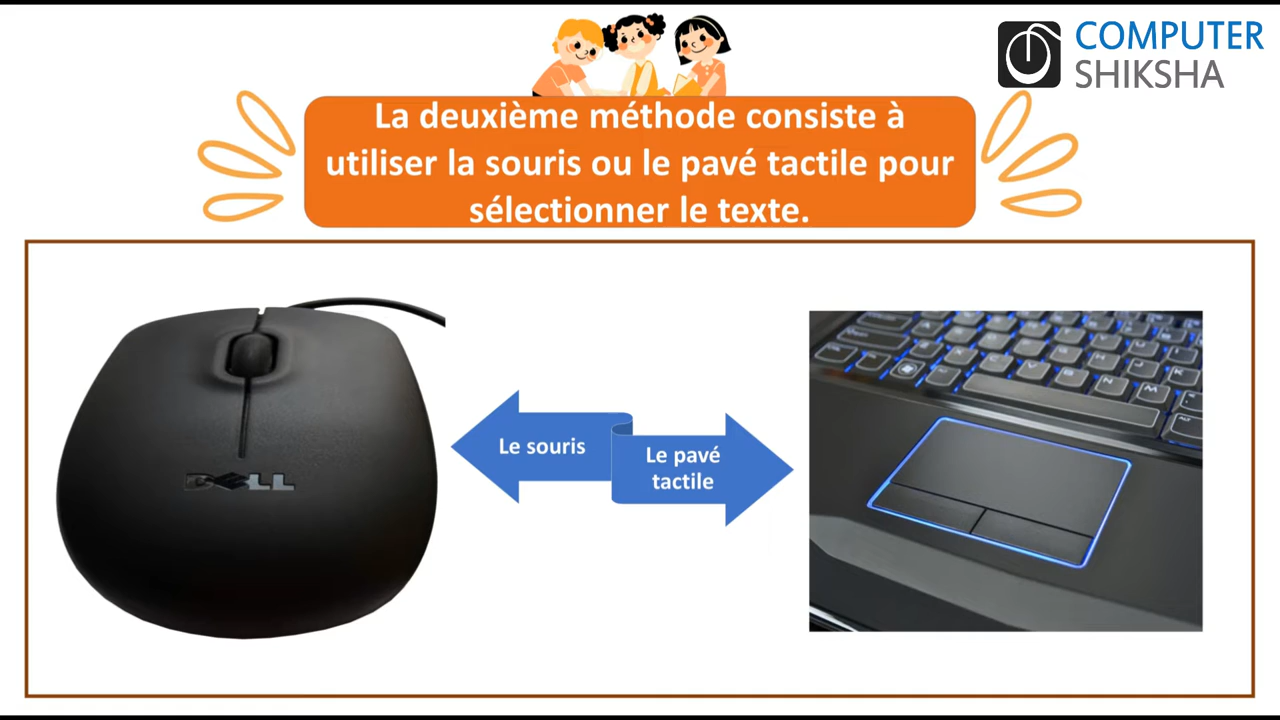 COMPUTER
SHIKSHA
La deuxième méthode consiste à
utiliser la souris ou le pavé tactile pour
sélectionner le texte.
DELL
Le souris
Le pavé
tactile